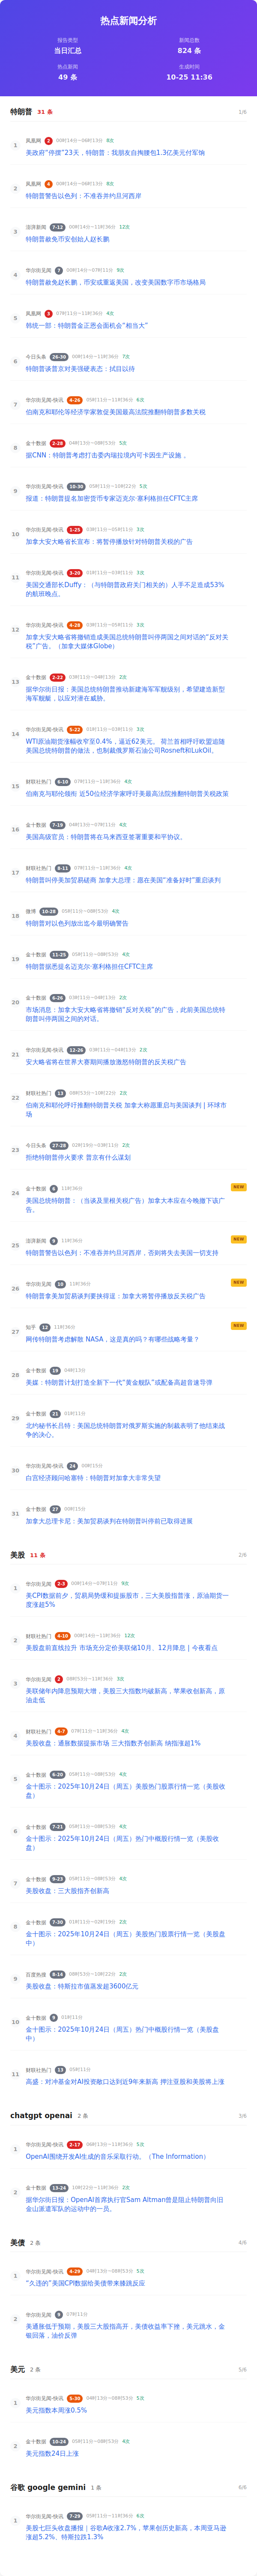 热点新闻分析
报告类型
当日汇总
新闻总数
824 条
热点新闻
49 条
生成时间
10-25 11:36
特朗普 31 条 1/6
1 凤凰网 3 00时14分~06时13分 8次
美政府“停摆”23天，特朗普：我朋友自掏腰包1.3亿美元付军饷
2 凤凰网 4 00时14分~06时13分 8次
特朗普警告以色列：不准吞并约旦河西岸
3 澎湃新闻 7-12 00时14分~11时36分 12次
特朗普赦免币安创始人赵长鹏
4 华尔街见闻 7 00时14分~07时11分 9次
特朗普赦免赵长鹏，币安或重返美国，改变美国数字币市场格局
5 凤凰网 3 07时11分~11时36分 4次
韩统一部：特朗普金正恩会面机会“相当大”
6 今日头条 26-30 00时14分~11时36分 7次
特朗普谈普京对美强硬表态：拭目以待
7 华尔街见闻-快讯 4-26 05时11分~11时36分 6次
伯南克和耶伦等经济学家敦促美国最高法院推翻特朗普多数关税
8 金十数据 2-28 04时13分~08时53分 5次
据CNN：特朗普考虑打击委内瑞拉境内可卡因生产设施 。
9 华尔街见闻-快讯 10-30 05时11分~10时22分 5次
报道：特朗普提名加密货币专家迈克尔·塞利格担任CFTC主席
10 华尔街见闻-快讯 1-25 03时11分~05时11分 3次
加拿大安大略省长宣布：将暂停播放针对特朗普关税的广告
11 华尔街见闻-快讯 3-20 01时11分~03时11分 3次
美国交通部长Duffy：（与特朗普政府关门相关的）人手不足造成53%
的航班晚点。
12 华尔街见闻-快讯 4-28 03时11分~05时11分 3次
加拿大安大略省将撤销造成美国总统特朗普叫停两国之间对话的“反对关
税”广告。（加拿大媒体Globe）
13 金十数据 2-22 03时11分~04时13分 2次
据华尔街日报：美国总统特朗普推动新建海军军舰级别，希望建造新型
海军舰艇，以应对潜在威胁。
14 华尔街见闻-快讯 5-22 01时11分~03时11分 3次
WTI原油期货涨幅收窄至0.4%，逼近62美元。 荷兰首相呼吁欧盟追随
美国总统特朗普的做法，也制裁俄罗斯石油公司Rosneft和LukOil。
15 财联社热门 6-10 07时11分~11时36分 4次
伯南克与耶伦领衔 近50位经济学家呼吁美最高法院推翻特朗普关税政策
16 金十数据 7-19 04时13分~07时11分 4次
美国高级官员：特朗普将在马来西亚签署重要和平协议。
17 财联社热门 8-11 07时11分~11时36分 4次
特朗普叫停美加贸易磋商 加拿大总理：愿在美国“准备好时”重启谈判
18 微博 10-28 05时11分~08时53分 4次
特朗普对以色列放出迄今最明确警告
19 金十数据 11-25 05时11分~08时53分 4次
特朗普据悉提名迈克尔·塞利格担任CFTC主席
20 金十数据 6-26 03时11分~04时13分 2次
市场消息：加拿大安大略省将撤销“反对关税”的广告，此前美国总统特
朗普叫停两国之间的对话。
21 华尔街见闻-快讯 12-26 03时11分~04时13分 2次
安大略省将在世界大赛期间播放激怒特朗普的反关税广告
22 财联社热门 13 08时53分~10时22分 2次
伯南克和耶伦呼吁推翻特朗普关税 加拿大称愿重启与美国谈判 | 环球市
场
23 今日头条 27-28 02时19分~03时11分 2次
拒绝特朗普停火要求 普京有什么谋划
24 金十数据 6 11时36分 NEW
美国总统特朗普：（当谈及里根关税广告）加拿大本应在今晚撤下该广
告。
25 澎湃新闻 9 11时36分 NEW
特朗普警告以色列：不准吞并约旦河西岸，否则将失去美国一切支持
26 华尔街见闻 10 11时36分 NEW
特朗普拿美加贸易谈判要挟得逞：加拿大将暂停播放反关税广告
27 知乎 12 11时36分 NEW
网传特朗普考虑解散 NASA，这是真的吗？有哪些战略考量？
28 金十数据 19 04时13分
美媒：特朗普计划打造全新下一代“黄金舰队”或配备高超音速导弹
29 金十数据 21 01时11分
北约秘书长吕特：美国总统特朗普对俄罗斯实施的制裁表明了他结束战
争的决心。
30 华尔街见闻-快讯 24 00时15分
白宫经济顾问哈塞特：特朗普对加拿大非常失望
31 金十数据 27 00时15分
加拿大总理卡尼：美加贸易谈判在特朗普叫停前已取得进展
美股 11 条 2/6
1 华尔街见闻 2-3 00时14分~07时11分 9次
美CPI数据前夕，贸易局势缓和提振股市，三大美股指普涨，原油期货一
度涨超5%
2 财联社热门 4-10 00时14分~11时36分 12次
美股盘前直线拉升 市场充分定价美联储10月、12月降息 | 今夜看点
3 华尔街见闻 2 08时53分~11时36分 3次
美联储年内降息预期大增，美股三大指数均破新高，苹果收创新高，原
油走低
4 财联社热门 4-7 07时11分~11时36分 4次
美股收盘：通胀数据提振市场 三大指数齐创新高 纳指涨超1%
5 金十数据 6-20 05时11分~08时53分 4次
金十图示：2025年10月24日（周五）美股热门股票行情一览（美股收
盘）
6 金十数据 7-21 05时11分~08时53分 4次
金十图示：2025年10月24日（周五）热门中概股行情一览（美股收
盘）
7 金十数据 9-23 05时11分~08时53分 4次
美股收盘：三大股指齐创新高
8 金十数据 7-30 01时11分~02时19分 2次
金十图示：2025年10月24日（周五）美股热门股票行情一览（美股盘
中）
9 百度热搜 8-14 08时53分~10时22分 2次
美股收盘：特斯拉市值蒸发超3600亿元
10 金十数据 9 01时11分
金十图示：2025年10月24日（周五）热门中概股行情一览（美股盘
中）
11 财联社热门 13 05时11分
高盛：对冲基金对AI投资敞口达到近9年来新高 押注亚股和美股将上涨
chatgpt openai 2 条 3/6
1 华尔街见闻-快讯 2-17 06时13分~11时36分 5次
OpenAI围绕开发AI生成的音乐采取行动。（The Information）
2 金十数据 13-24 10时22分~11时36分 2次
据华尔街日报：OpenAI首席执行官Sam Altman曾是阻止特朗普向旧
金山派遣军队的运动中的一员。
美债 2 条 4/6
1 华尔街见闻-快讯 4-29 04时13分~08时53分 5次
“久违的”美国CPI数据给美债带来膝跳反应
2 华尔街见闻 9 07时11分
美通胀低于预期，美股三大股指高开，美债收益率下挫，美元跳水，金
银回落，油价反弹
美元 2 条 5/6
1 华尔街见闻-快讯 5-30 04时13分~08时53分 5次
美元指数本周涨0.5%
2 金十数据 10-24 05时11分~08时53分 4次
美元指数24日上涨
谷歌 google gemini 1 条 6/6
1 华尔街见闻-快讯 7-29 05时11分~11时36分 6次
美股七巨头收盘播报｜谷歌A收涨2.7%，苹果创历史新高，本周亚马逊
涨超5.2%、特斯拉跌1.3%